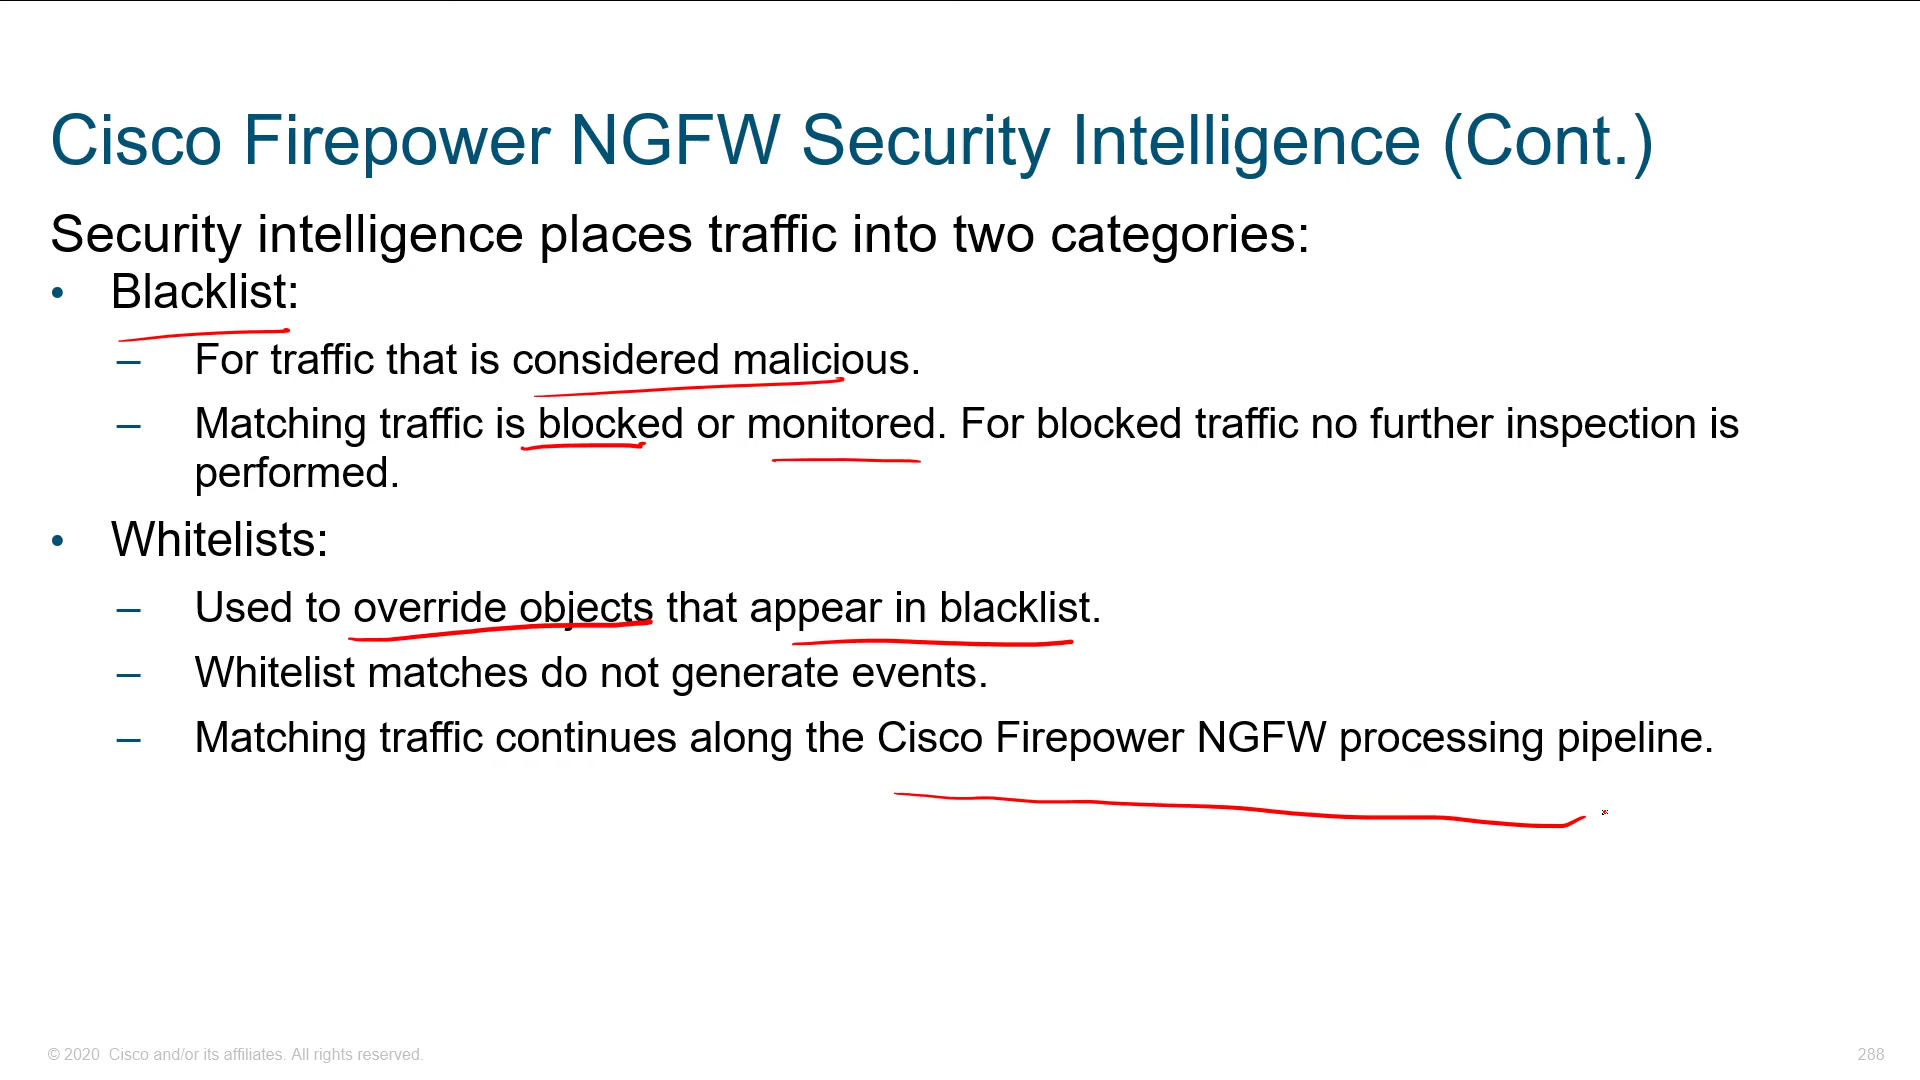 Cisco Firepower NGFW Security Intelligence (Cont.)
Security intelligence places traffic into two categories:
• Blacklist:
– For traffic that is considered malicious.
– Matching traffic is blocked or monitored. For blocked traffic no further inspection is
performed.
• Whitelists:
– Used to override objects that appear in blacklist.
– Whitelist matches do not generate events.
– Matching traffic continues along the Cisco Firepower NGFW processing pipeline.
© 2020 Cisco and/or its affiliates. All rights reserved.
288